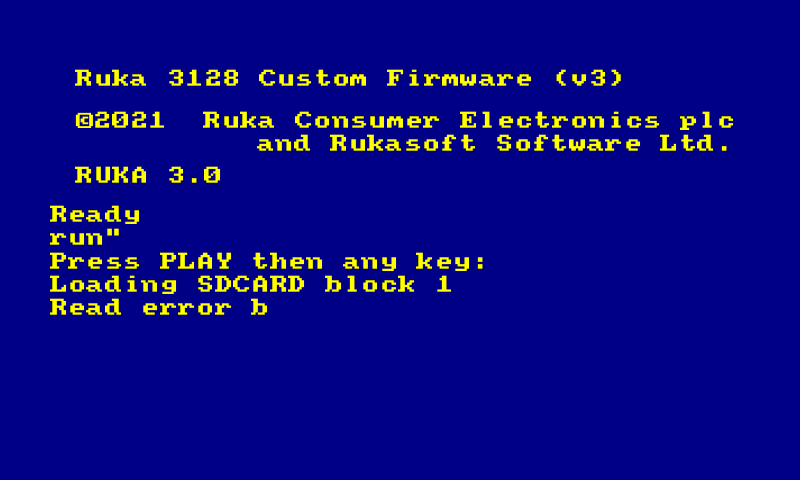 Ruka 3128 Custom Firmware (v3)
©2021  Ruka Consumer Electronics plc
and Rukasoft Software Ltd.
RUKA 3.0
Ready
run"
Press PLAY then any key:
Loading SDCARD block 1
Read error b